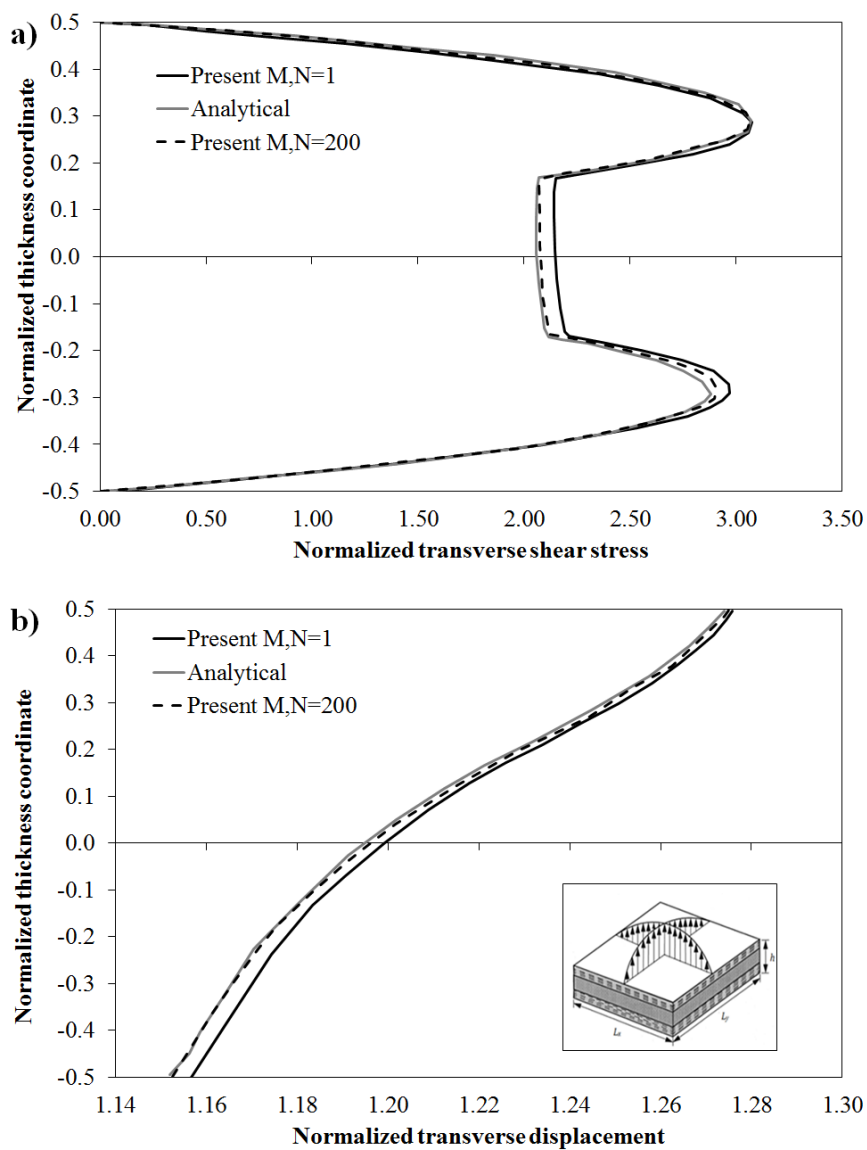 a)
Normalized thickness coordinate
0.5
0.4
0.3
0.2
0.1
0.0
-0.1
-0.2
-0.3
-0.4
-0.5
Present M,N=1
Analytical
Present M,N=200
0.00 0.50 1.00 1.50 2.00 2.50 3.00 3.50
Normalized transverse shear stress
b)
Normalized thickness coordinate
0.5
0.4
0.3
0.2
0.1
0.0
-0.1
-0.2
-0.3
-0.4
-0.5
Present M,N=1
Analytical
Present M,N=200
h
Lx
Ly
1.14 1.16 1.18 1.20 1.22 1.24 1.26 1.28 1.30
Normalized transverse displacement